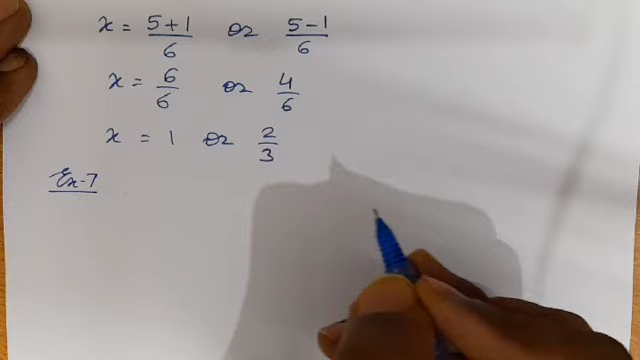 x = (5+1)/6 or (5-1)/6
x = 6/6 or 4/6
x = 1 or 2/3
Ex-7